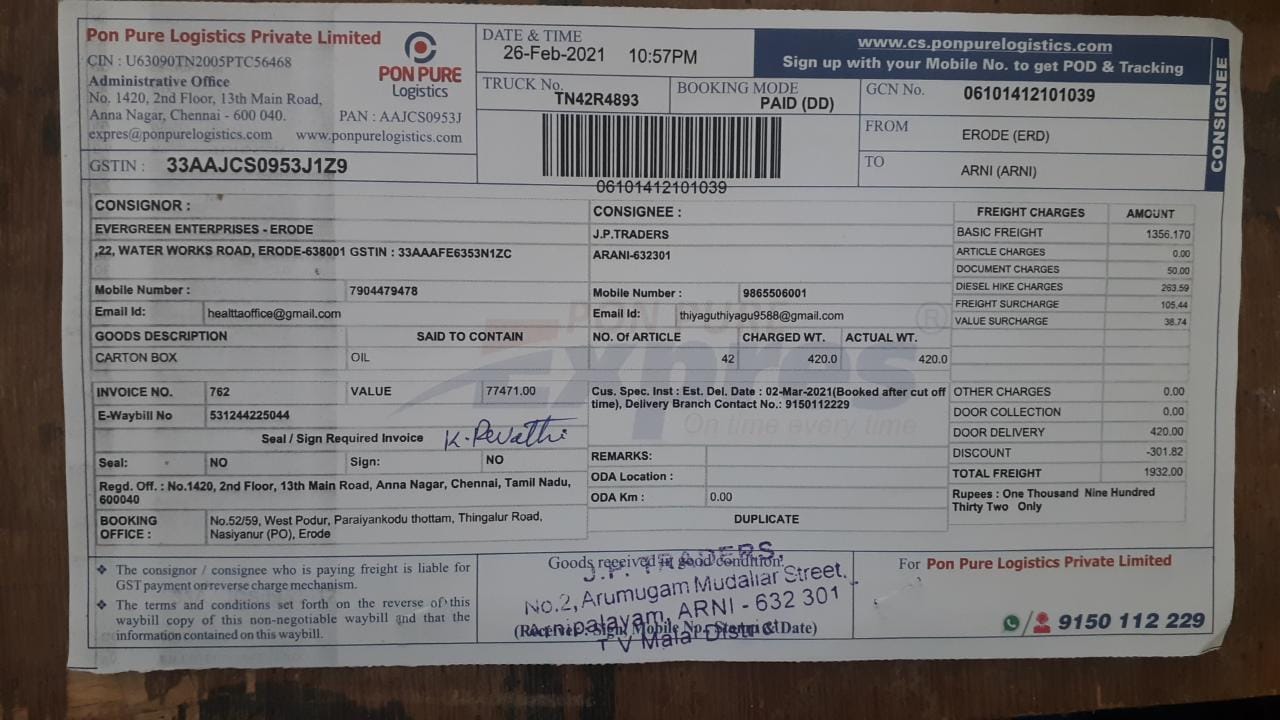 Pon Pure Logistics Private Limited
CIN : U63090TN2005PTC56468
Administrative Office
No. 1420, 2nd Floor, 13th Main Road,
Anna Nagar, Chennai - 600 040.
PAN : AAJCS0953J
expres@ponpurelogistics.com www.ponpurelogistics.com
GSTIN : 33AAJCS0953J1Z9
PON PURE
Logistics
DATE & TIME
26-Feb-2021 10:57PM
www.cs.ponpurelogistics.com
Sign up with your Mobile No. to get POD & Tracking
TRUCK No. TN42R4893
BOOKING MODE PAID (DD)
GCN No. 06101412101039
FROM ERODE (ERD)
TO ARNI (ARNI)
06101412101039
CONSIGNEE
CONSIGNOR :
EVERGREEN ENTERPRISES - ERODE
,22, WATER WORKS ROAD, ERODE-638001 GSTIN : 33AAAFE6353N1ZC
Mobile Number : 7904479478
Email Id: healttaoffice@gmail.com
CONSIGNEE :
J.P.TRADERS
ARANI-632301
Mobile Number : 9865506001
Email Id: thiyaguthiyagu9588@gmail.com
GOODS DESCRIPTION SAID TO CONTAIN NO. Of ARTICLE CHARGED WT. ACTUAL WT.
CARTON BOX OIL 42 420.0 420.0
INVOICE NO. 762 VALUE 77471.00
E-Waybill No 531244225044
Seal / Sign Required Invoice
Seal: NO Sign: NO
Regd. Off. : No.1420, 2nd Floor, 13th Main Road, Anna Nagar, Chennai, Tamil Nadu,
600040
BOOKING OFFICE : No.52/59, West Podur, Paraiyankodu thottam, Thingalur Road,
Nasiyanur (PO), Erode
Cus. Spec. Inst : Est. Del. Date : 02-Mar-2021(Booked after cut off
time), Delivery Branch Contact No.: 9150112229
REMARKS:
ODA Location :
ODA Km : 0.00
DUPLICATE
PON PURE
Expres
®
On time every time
FREIGHT CHARGES AMOUNT
BASIC FREIGHT 1356.170
ARTICLE CHARGES 0.00
DOCUMENT CHARGES 50.00
DIESEL HIKE CHARGES 263.59
FREIGHT SURCHARGE 105.44
VALUE SURCHARGE 38.74
OTHER CHARGES 0.00
DOOR COLLECTION 0.00
DOOR DELIVERY 420.00
DISCOUNT -301.82
TOTAL FREIGHT 1932.00
Rupees : One Thousand Nine Hundred
Thirty Two Only
❖ The consignor / consignee who is paying freight is liable for
GST payment on reverse charge mechanism.
❖ The terms and conditions set forth on the reverse of this
waybill copy of this non-negotiable waybill and that the
information contained on this waybill.
Goods received in good condition.
J.P. TRADERS,
No.2, Arumugam Mudaliar Street,
Arnipalayam, ARNI - 632 301
For Pon Pure Logistics Private Limited
9150 112 229